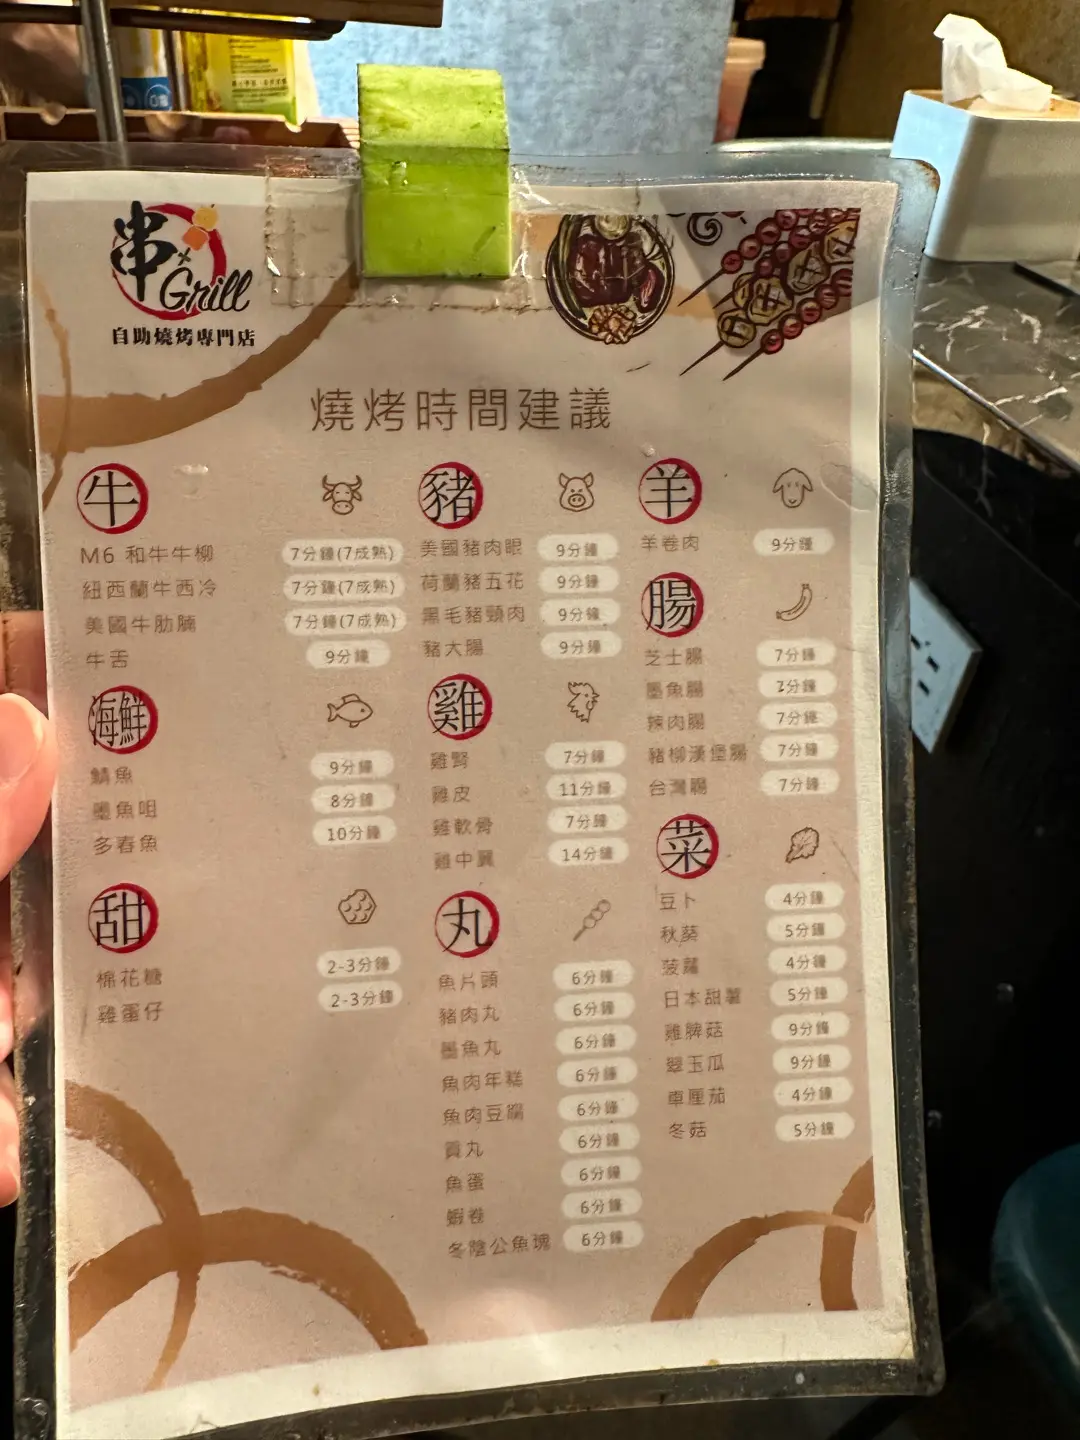 串
×
Grill
自助燒烤專門店
燒烤時間建議
牛
M6 和牛牛柳 7分鐘(7成熟)
紐西蘭牛西冷 7分鐘(7成熟)
美國牛肋腩 7分鐘(7成熟)
牛舌 9分鐘
海鮮
鯖魚 9分鐘
墨魚咀 8分鐘
多春魚 10分鐘
甜
棉花糖 2-3分鐘
雞蛋仔 2-3分鐘
豬
美國豬肉眼 9分鐘
荷蘭豬五花 9分鐘
黑毛豬頸肉 9分鐘
豬大腸 9分鐘
雞
雞腎 7分鐘
雞皮 11分鐘
雞軟骨 7分鐘
雞中翼 14分鐘
丸
魚片頭 6分鐘
豬肉丸 6分鐘
墨魚丸 6分鐘
魚肉年糕 6分鐘
魚肉豆腐 6分鐘
貢丸 6分鐘
魚蛋 6分鐘
蝦卷 6分鐘
冬陰公魚塊 6分鐘
羊
羊卷肉 9分鐘
腸
芝士腸 7分鐘
墨魚腸 7分鐘
辣肉腸 7分鐘
豬柳漢堡腸 7分鐘
台灣腸 7分鐘
菜
豆卜 4分鐘
秋葵 5分鐘
菠蘿 4分鐘
日本甜薯 5分鐘
雞脾菇 9分鐘
翠玉瓜 9分鐘
車厘茄 4分鐘
冬菇 5分鐘